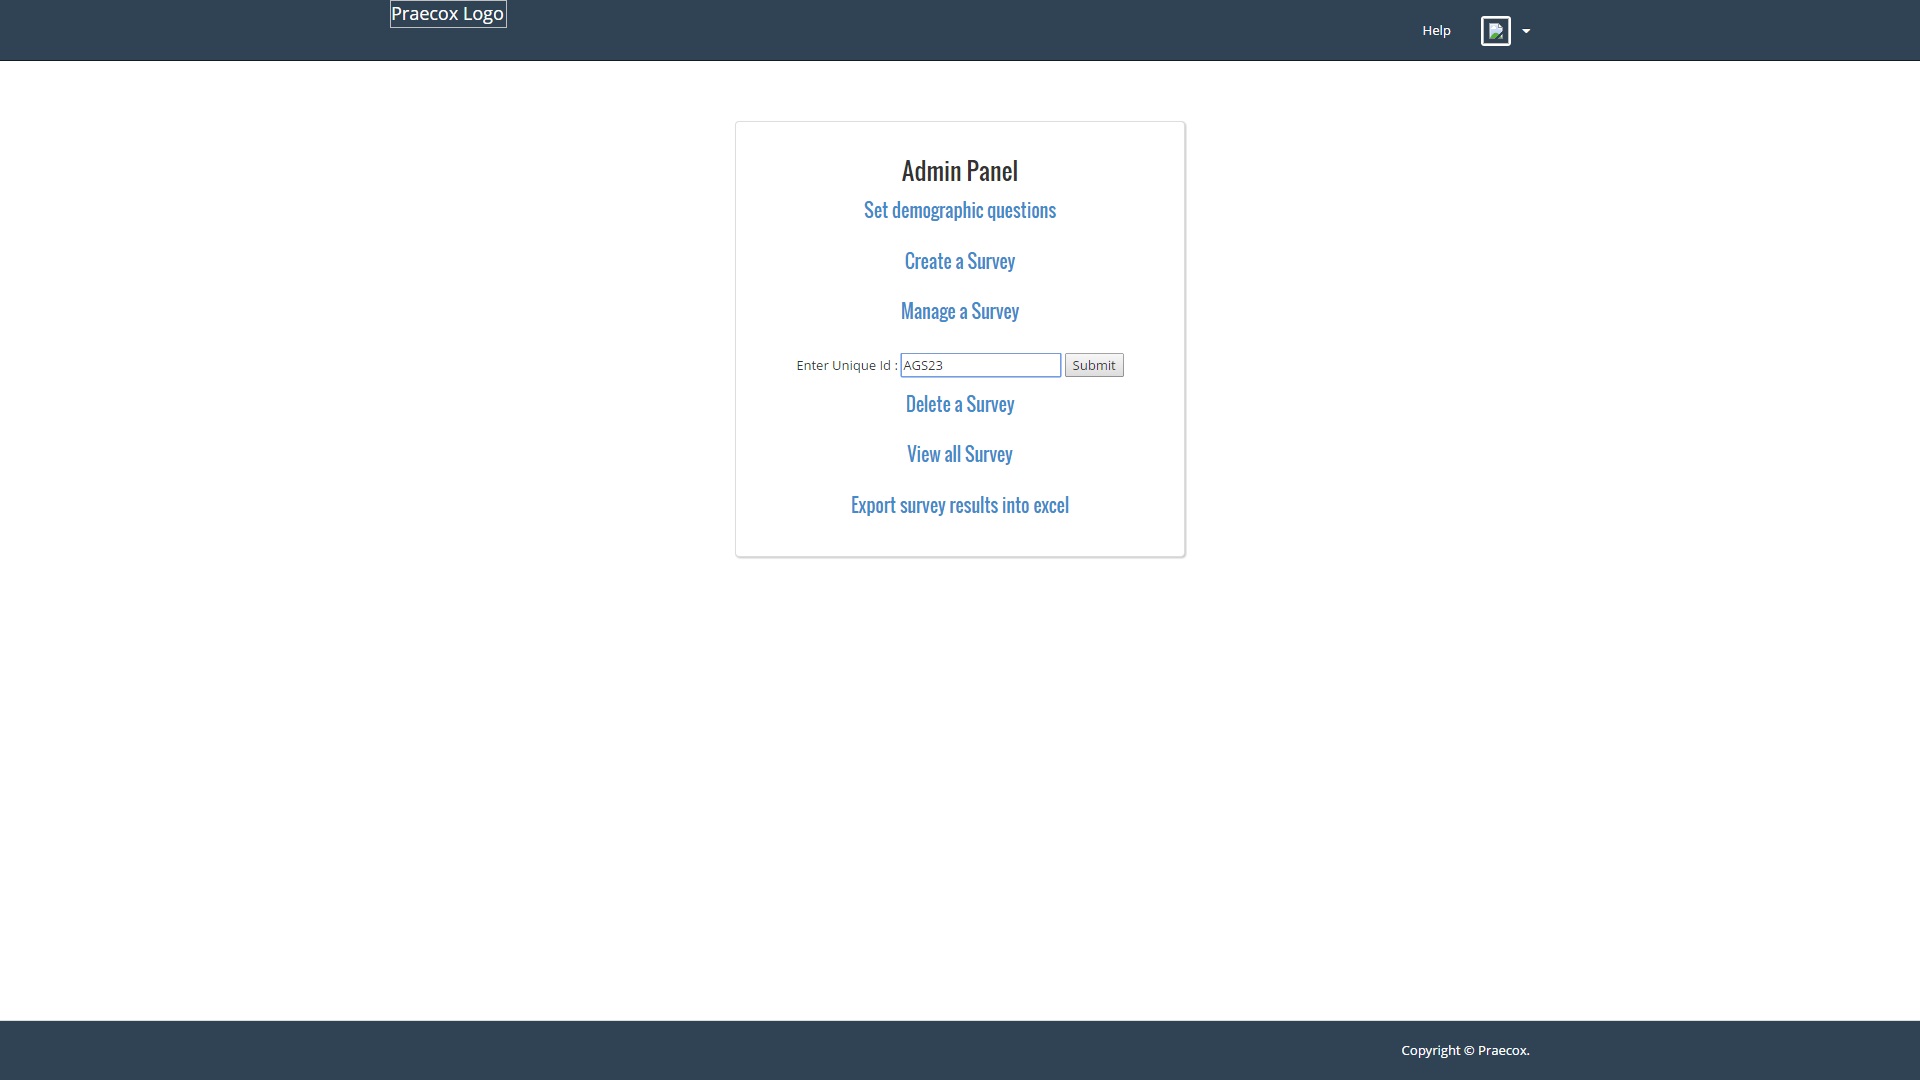 Praecox Logo
Help
Admin Panel
Set demographic questions
Create a Survey
Manage a Survey
Enter Unique Id : AGS23 Submit
Delete a Survey
View all Survey
Export survey results into excel
Copyright © Praecox.